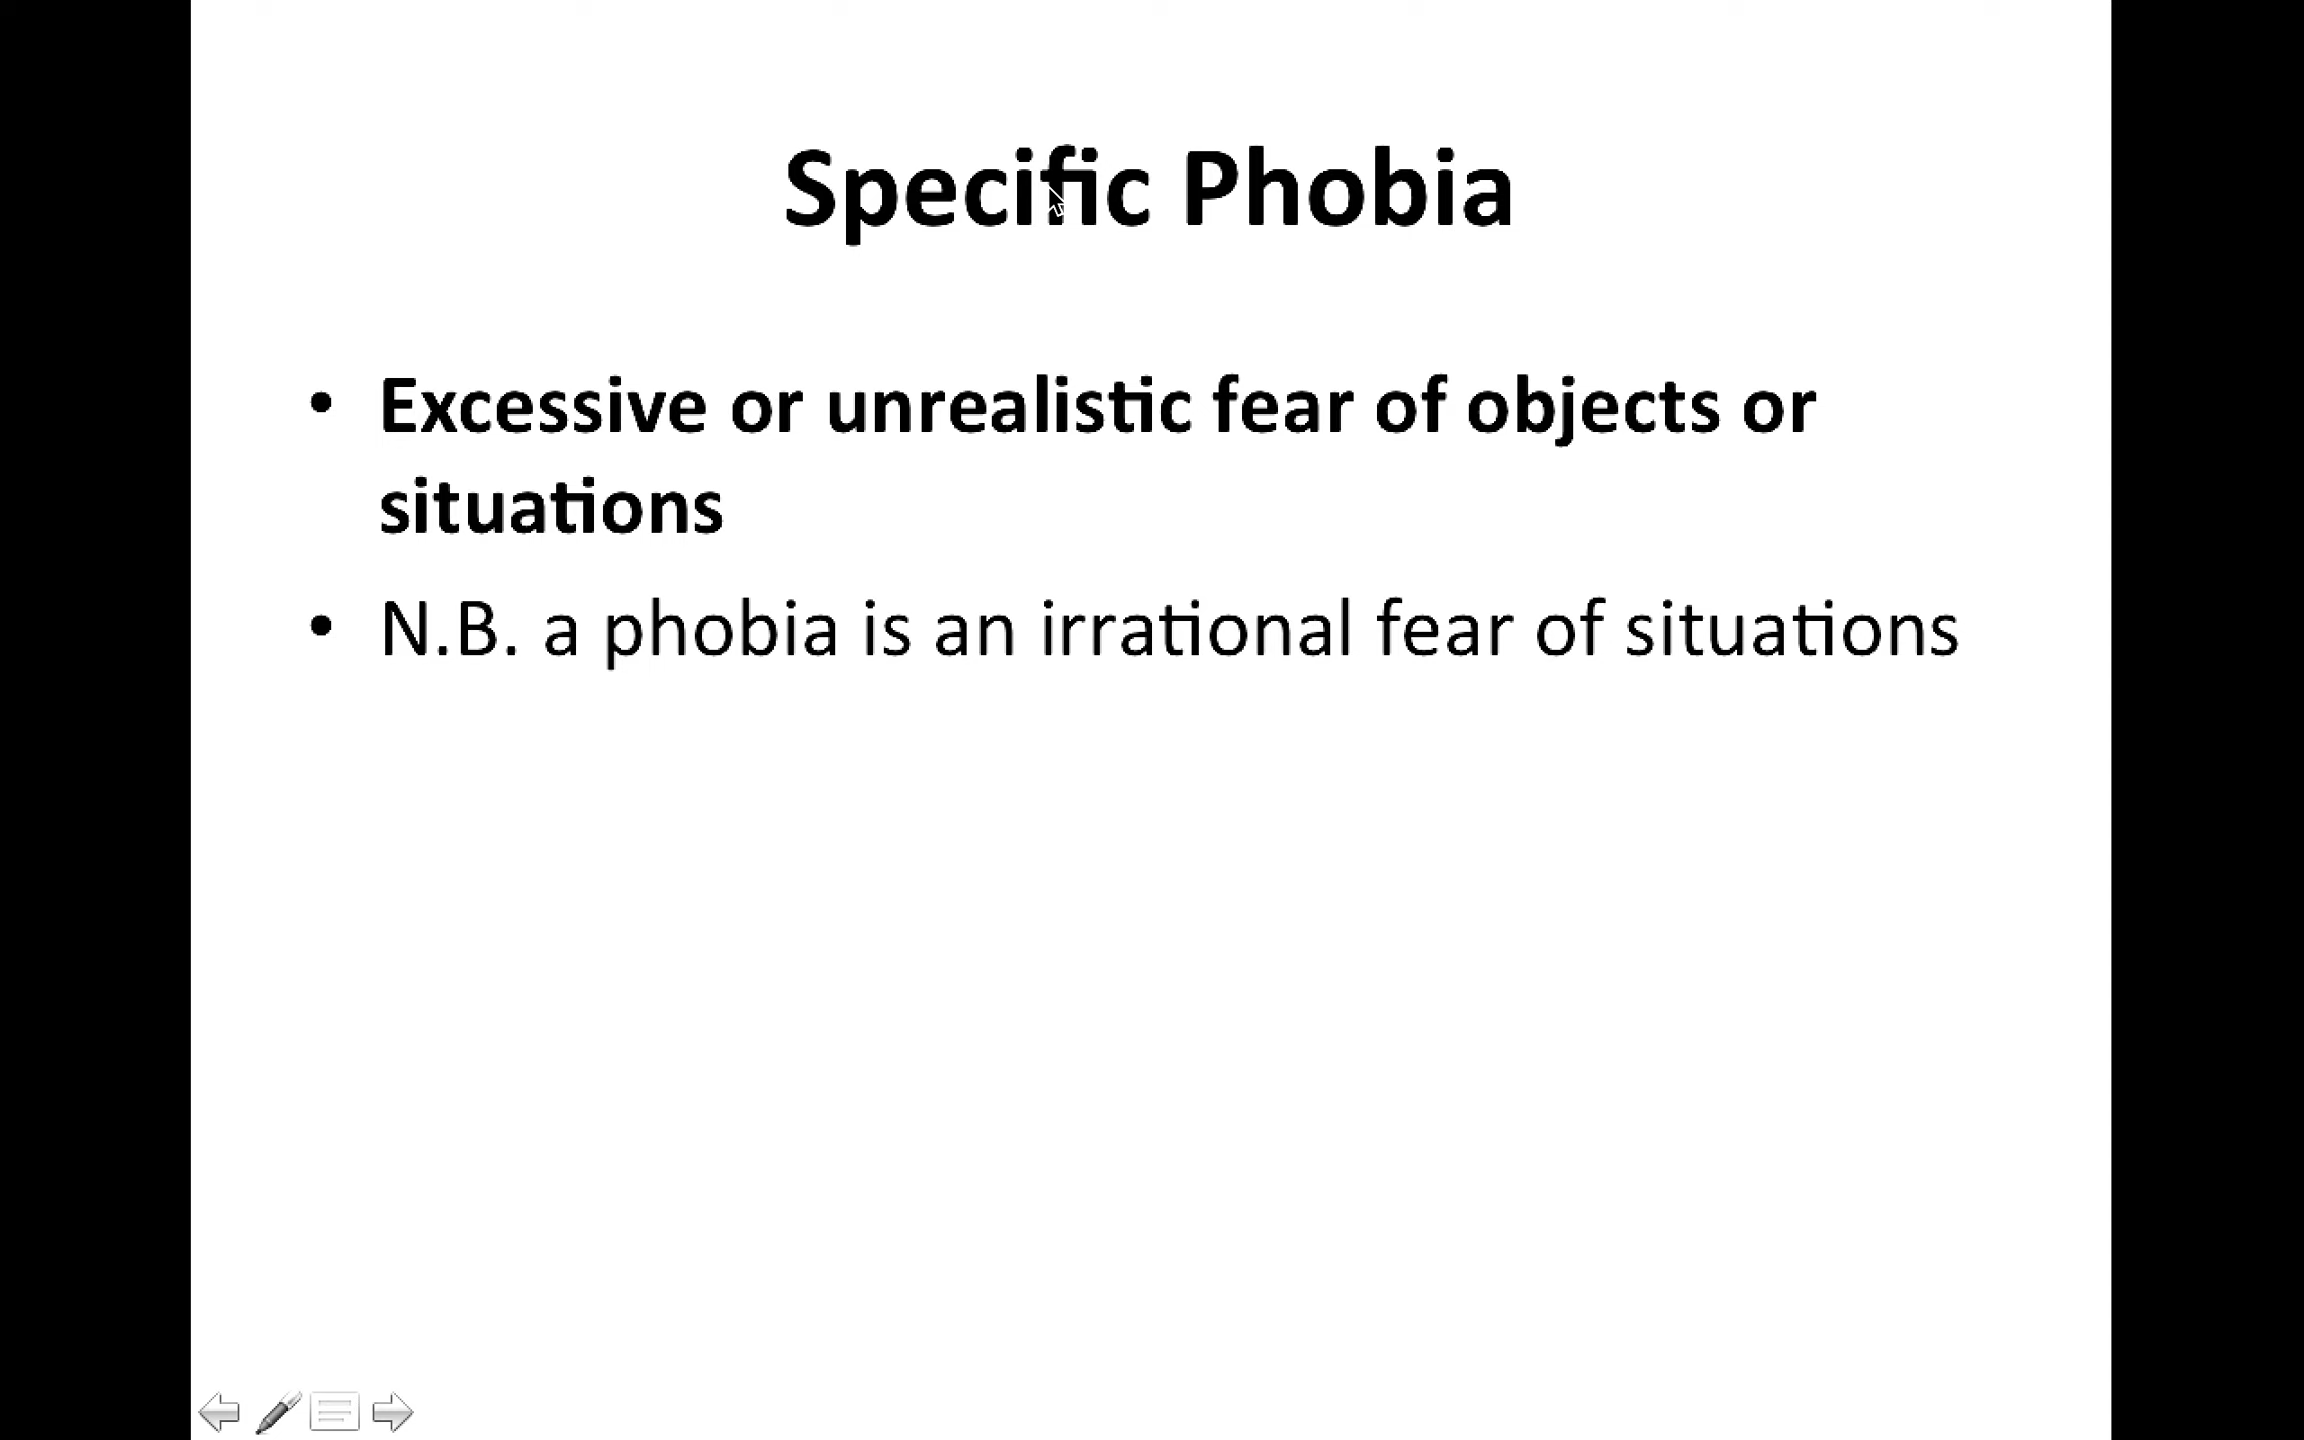 Specific Phobia
• Excessive or unrealistic fear of objects or
situations
• N.B. a phobia is an irrational fear of situations